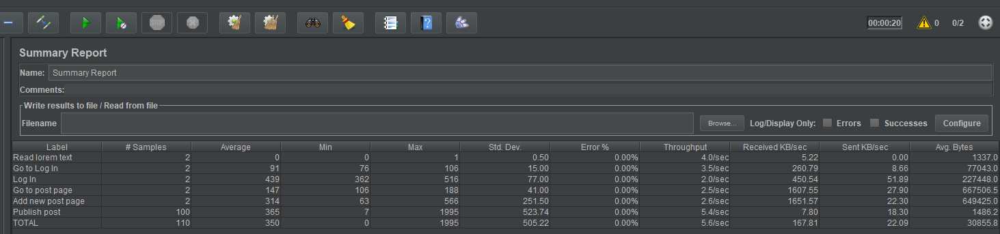 STOP
00:00:20 0 0/2
Summary Report
Name: Summary Report
Comments:
Write results to file / Read from file
Filename Browse... Log/Display Only: Errors Successes Configure
Label # Samples Average Min Max Std. Dev. Error % Throughput Received KB/sec Sent KB/sec Avg. Bytes
Read lorem text 2 0 0 1 0.50 0.00% 4.0/sec 5.22 0.00 1337.0
Go to Log In 2 91 76 106 15.00 0.00% 3.5/sec 260.79 8.66 77043.0
Log In 2 439 362 516 77.00 0.00% 2.0/sec 450.54 51.89 227448.0
Go to post page 2 147 106 188 41.00 0.00% 2.5/sec 1607.55 27.90 667506.5
Add new post page 2 314 63 566 251.50 0.00% 2.6/sec 1651.57 22.30 649425.0
Publish post 100 365 7 1995 523.74 0.00% 5.4/sec 7.80 18.30 1486.2
TOTAL 110 350 0 1995 505.22 0.00% 5.6/sec 167.81 22.09 30855.8